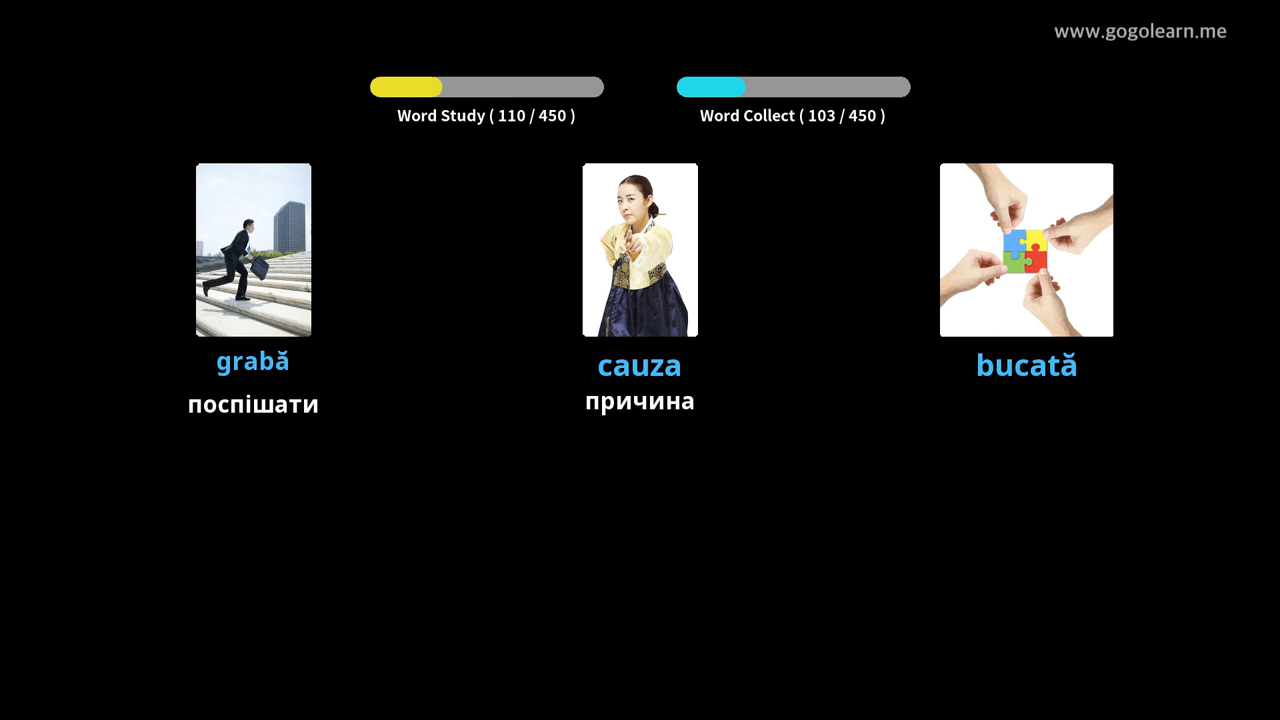 www.gogolearn.me
Word Study ( 110 / 450 )
Word Collect ( 103 / 450 )
grabă
поспішати
cauza
причина
bucată